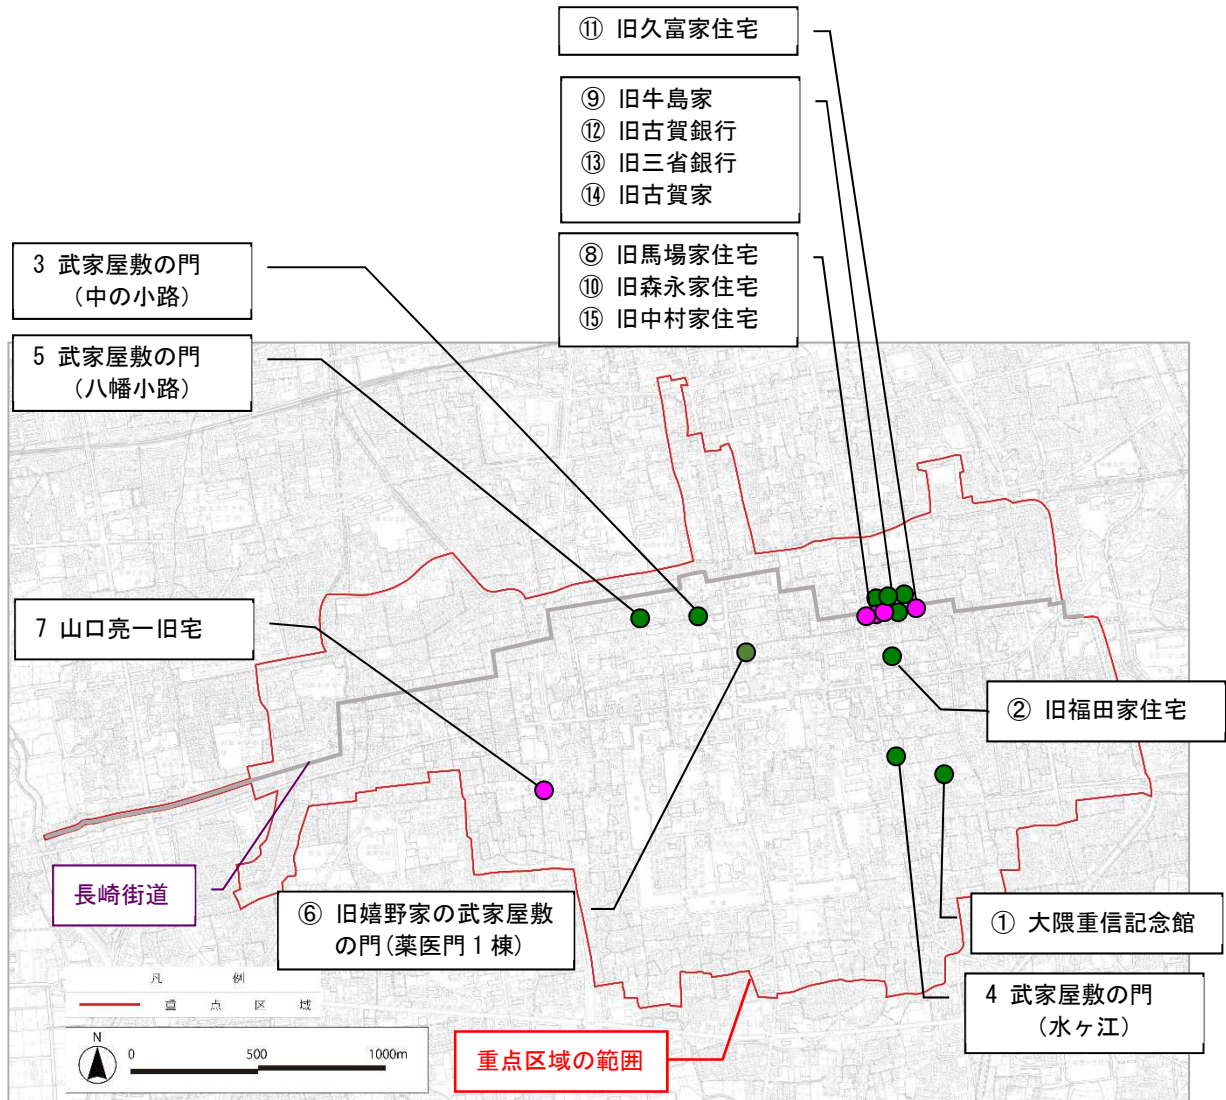 ⑪ 旧久富家住宅
⑨ 旧牛島家
⑫ 旧古賀銀行
⑬ 旧三省銀行
⑭ 旧古賀家
3 武家屋敷の門
(中の小路)
⑧ 旧馬場家住宅
⑩ 旧森永家住宅
⑮ 旧中村家住宅
5 武家屋敷の門
(八幡小路)
7 山口亮一旧宅
② 旧福田家住宅
長崎街道
⑥ 旧嬉野家の武家屋敷
の門(薬医門1棟)
① 大隈重信記念館
4 武家屋敷の門
(水ヶ江)
凡 例
重 点 区 域
N
0 500 1000m
重点区域の範囲